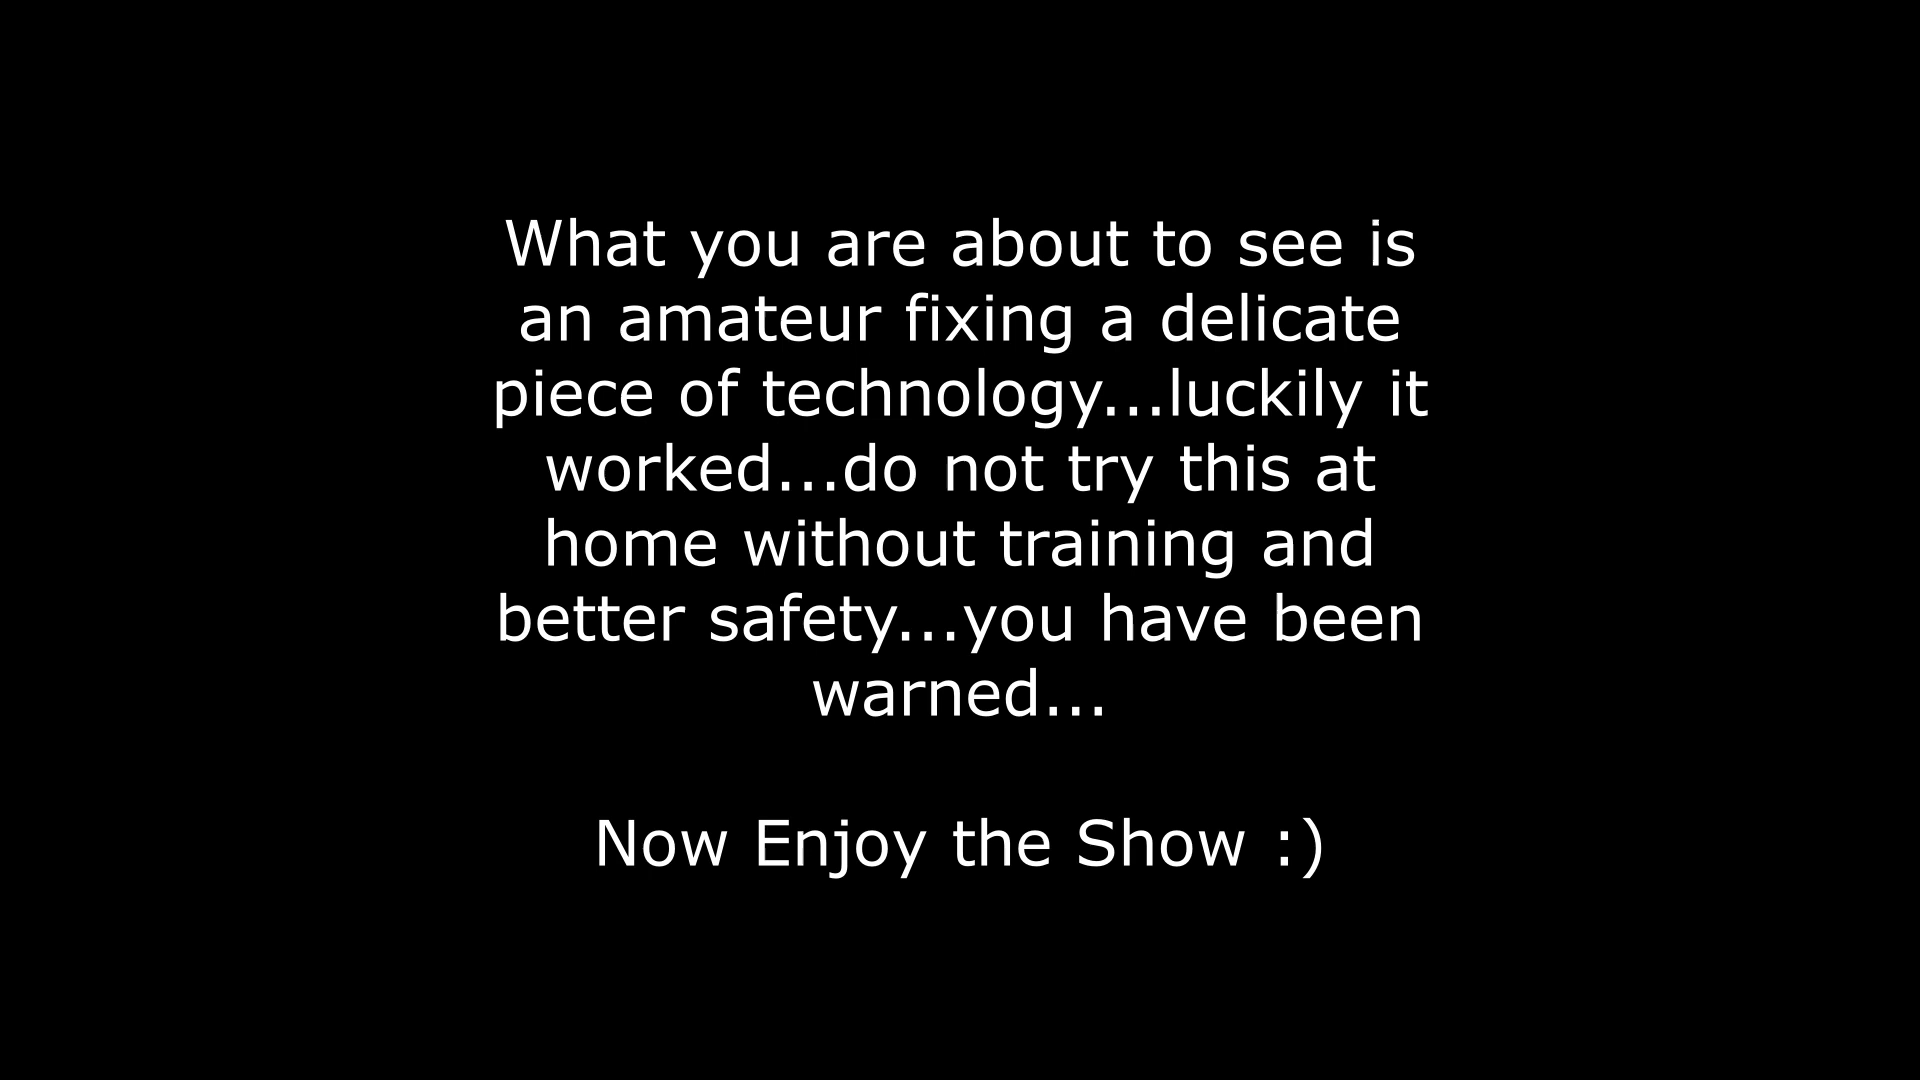 What you are about to see is
an amateur fixing a delicate
piece of technology...luckily it
worked...do not try this at
home without training and
better safety...you have been
warned...
Now Enjoy the Show :)